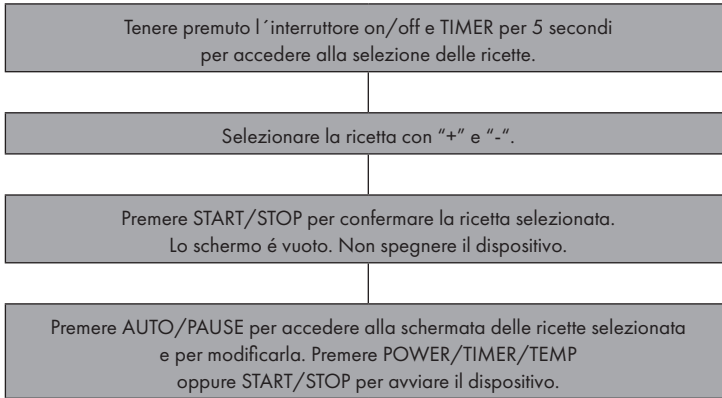 Tenere premuto l´interruttore on/off e TIMER per 5 secondi
per accedere alla selezione delle ricette.
Selezionare la ricetta con “+” e “-“.
Premere START/STOP per confermare la ricetta selezionata.
Lo schermo é vuoto. Non spegnere il dispositivo.
Premere AUTO/PAUSE per accedere alla schermata delle ricette selezionata
e per modificarla. Premere POWER/TIMER/TEMP
oppure START/STOP per avviare il dispositivo.